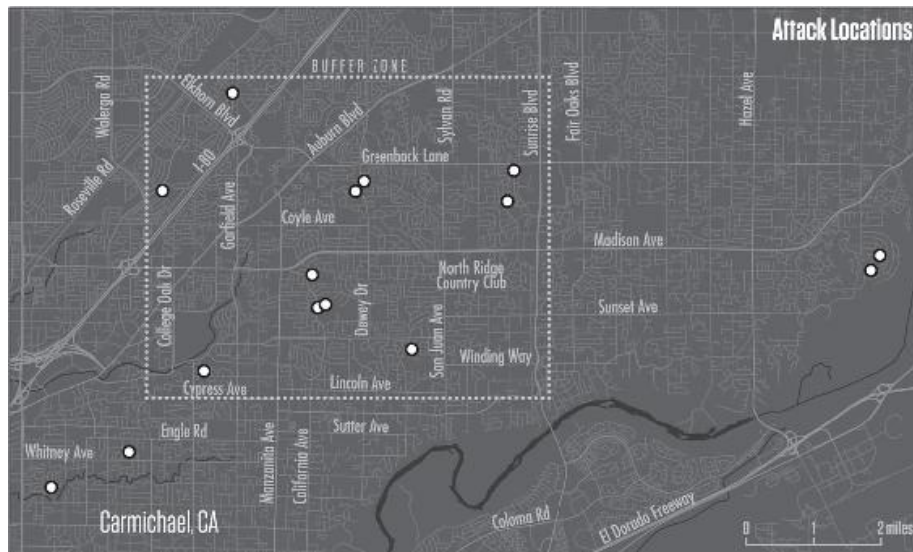 Attack Locations
BUFFER ZONE
Walerga Rd
Elkhorn Blvd
I-80
Auburn Blvd
Sylvan Rd
Sunrise Blvd
Fair Oaks Blvd
Hazel Ave
Roseville Rd
Greenback Lane
Garfield Ave
Coyle Ave
Madison Ave
College Oak Dr
North Ridge
Country Club
Dewey Dr
San Juan Ave
Sunset Ave
Winding Way
Cypress Ave
Lincoln Ave
Engle Rd
Manzanita Ave
California Ave
Sutter Ave
Whitney Ave
Carmichael, CA
Coloma Rd
El Dorado Freeway
0 1 2 miles